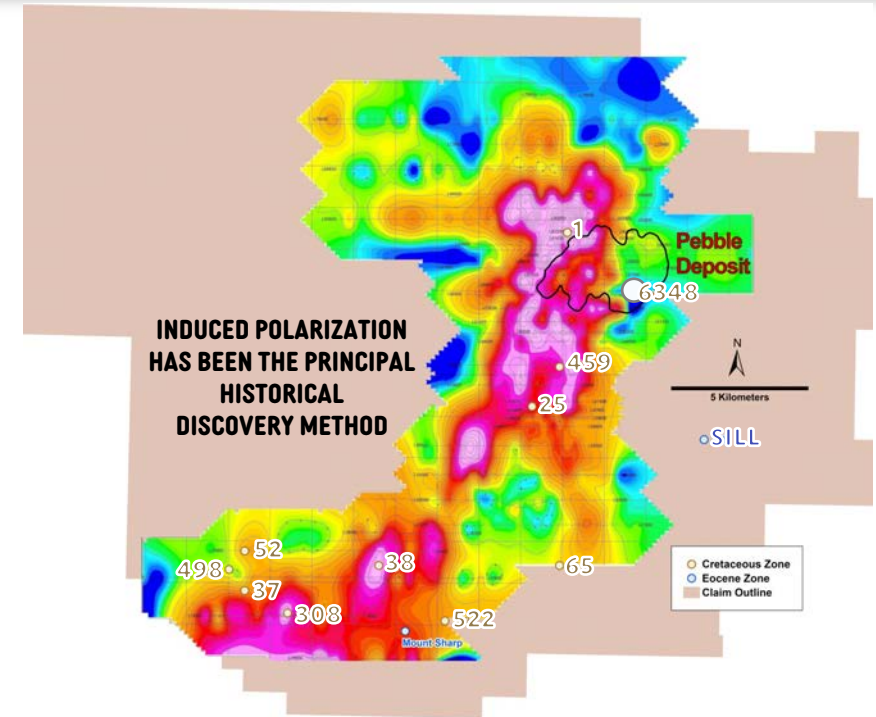 1
Pebble
Deposit
6348
INDUCED POLARIZATION
HAS BEEN THE PRINCIPAL
HISTORICAL
DISCOVERY METHOD
N
5 Kilometers
459
25
SILL
52
498
37
308
38
65
522
Mount Sharp
Cretaceous Zone
Eocene Zone
Claim Outline